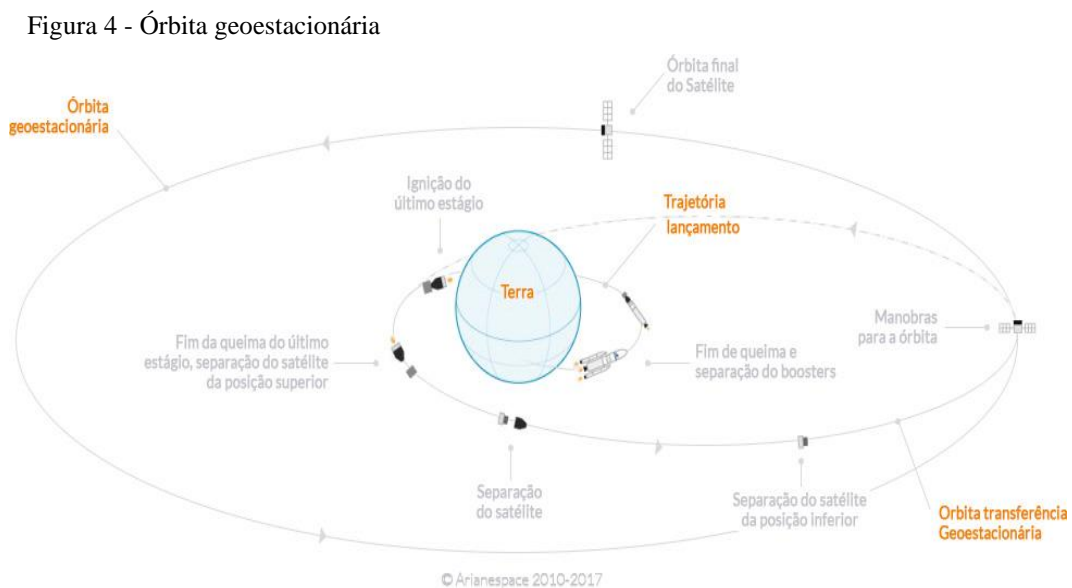 Figura 4 - Órbita geoestacionária
Órbita final
do Satélite
Órbita
geoestacionária
Ignição do
último estágio
Trajetória
lançamento
Terra
Manobras
para a órbita
Fim da queima do último
estágio, separação do satélite
da posição superior
Fim de queima e
separação do boosters
Separação
do satélite
Separação do satélite
da posição inferior
Orbita transferência
Geoestacionária
© Arianespace 2010-2017